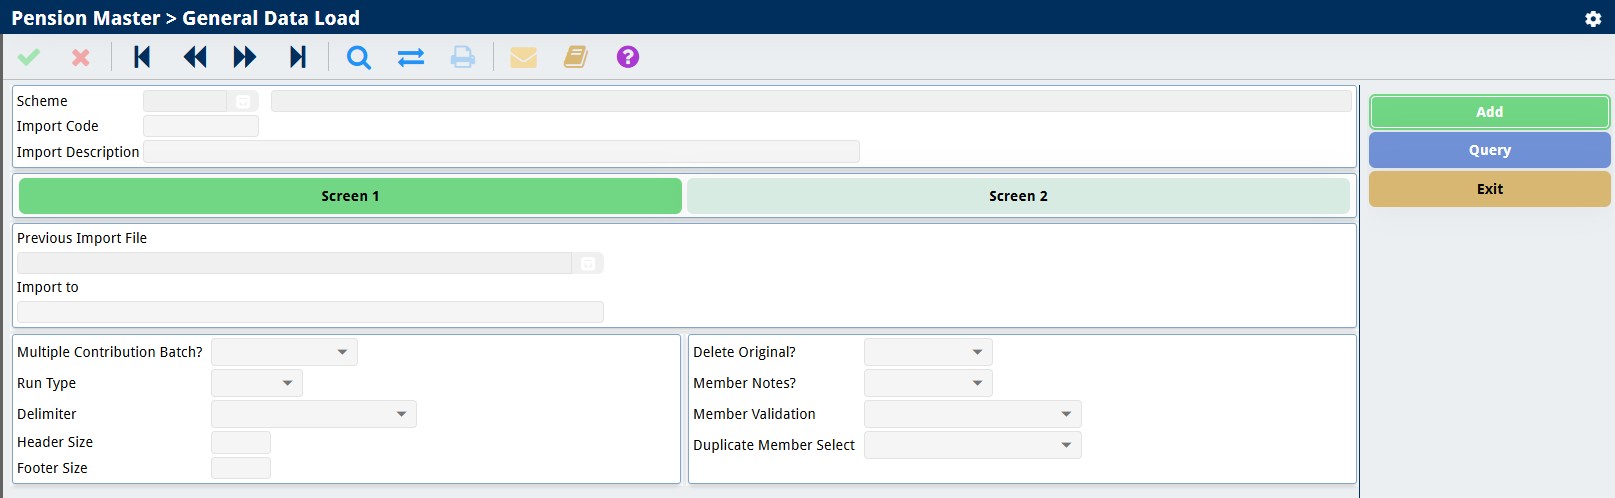 Pension Master > General Data Load
?
Scheme
Add
Import Code
Query
Import Description
Exit
Screen 1 Screen 2
Previous Import File
Import to
Multiple Contribution Batch? Delete Original?
Run Type Member Notes?
Delimiter Member Validation
Header Size Duplicate Member Select
Footer Size